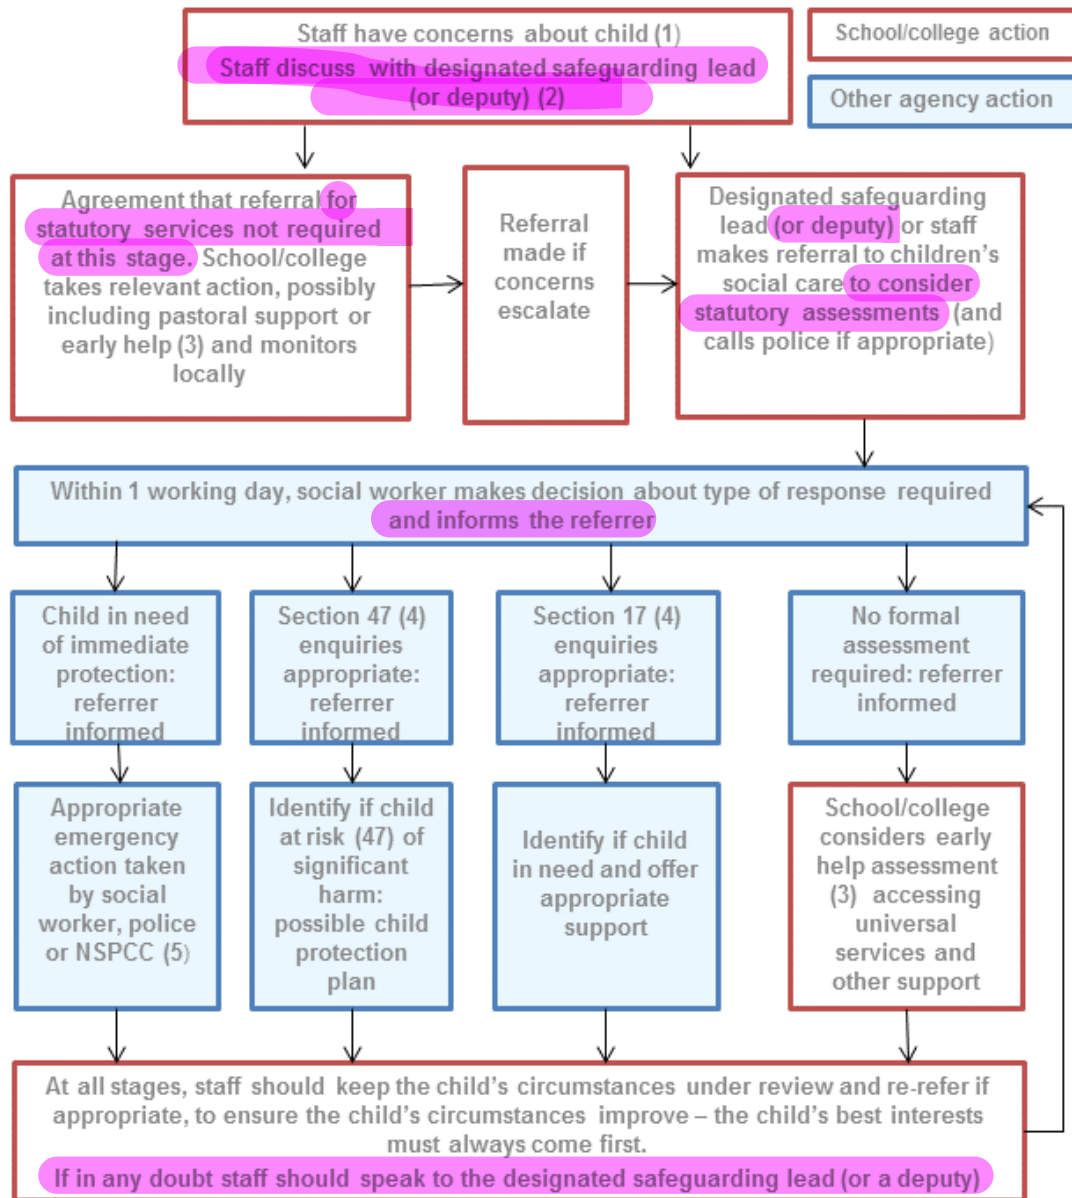 Staff have concerns about child (1)
Staff discuss with designated safeguarding lead
(or deputy) (2)
School/college action
Other agency action
Agreement that referral for
statutory services not required
at this stage. School/college
takes relevant action, possibly
including pastoral support or
early help (3) and monitors
locally
Referral
made if
concerns
escalate
Designated safeguarding
lead (or deputy) or staff
makes referral to children’s
social care to consider
statutory assessments (and
calls police if appropriate)
Within 1 working day, social worker makes decision about type of response required
and informs the referrer
Child in need
of immediate
protection:
referrer
informed
Section 47 (4)
enquiries
appropriate:
referrer
informed
Section 17 (4)
enquiries
appropriate:
referrer
informed
No formal
assessment
required: referrer
informed
Appropriate
emergency
action taken
by social
worker, police
or NSPCC (5)
Identify if child
at risk (47) of
significant
harm:
possible child
protection
plan
Identify if child
in need and offer
appropriate
support
School/college
considers early
help assessment
(3) accessing
universal
services and
other support
At all stages, staff should keep the child’s circumstances under review and re-refer if
appropriate, to ensure the child’s circumstances improve – the child’s best interests
must always come first.
If in any doubt staff should speak to the designated safeguarding lead (or a deputy)